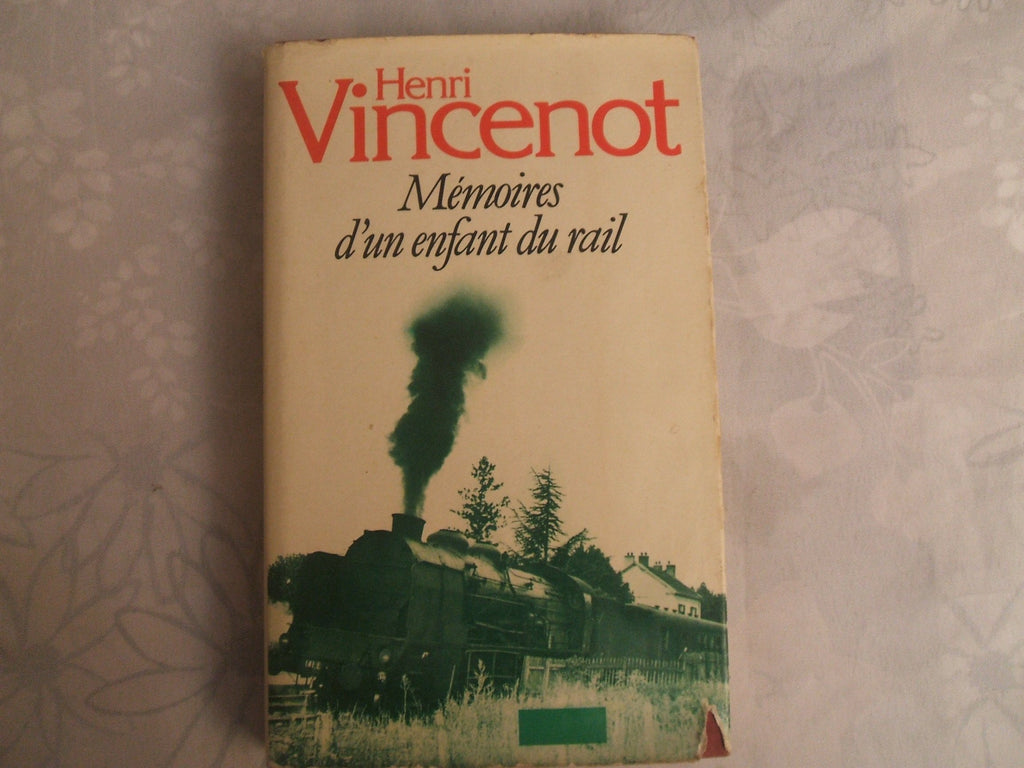 Henri
Vincenot
Mémoires
d'un enfant du rail